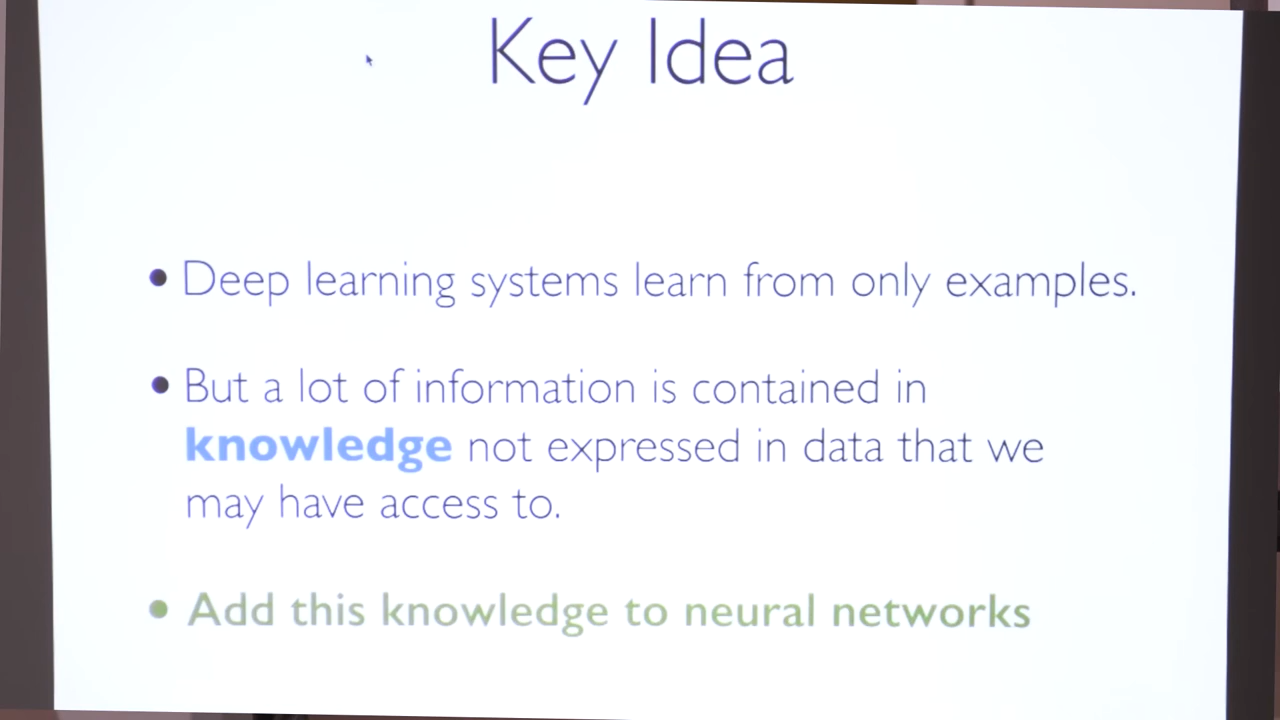 Key Idea
• Deep learning systems learn from only examples.
• But a lot of information is contained in
knowledge not expressed in data that we
may have access to.
• Add this knowledge to neural networks